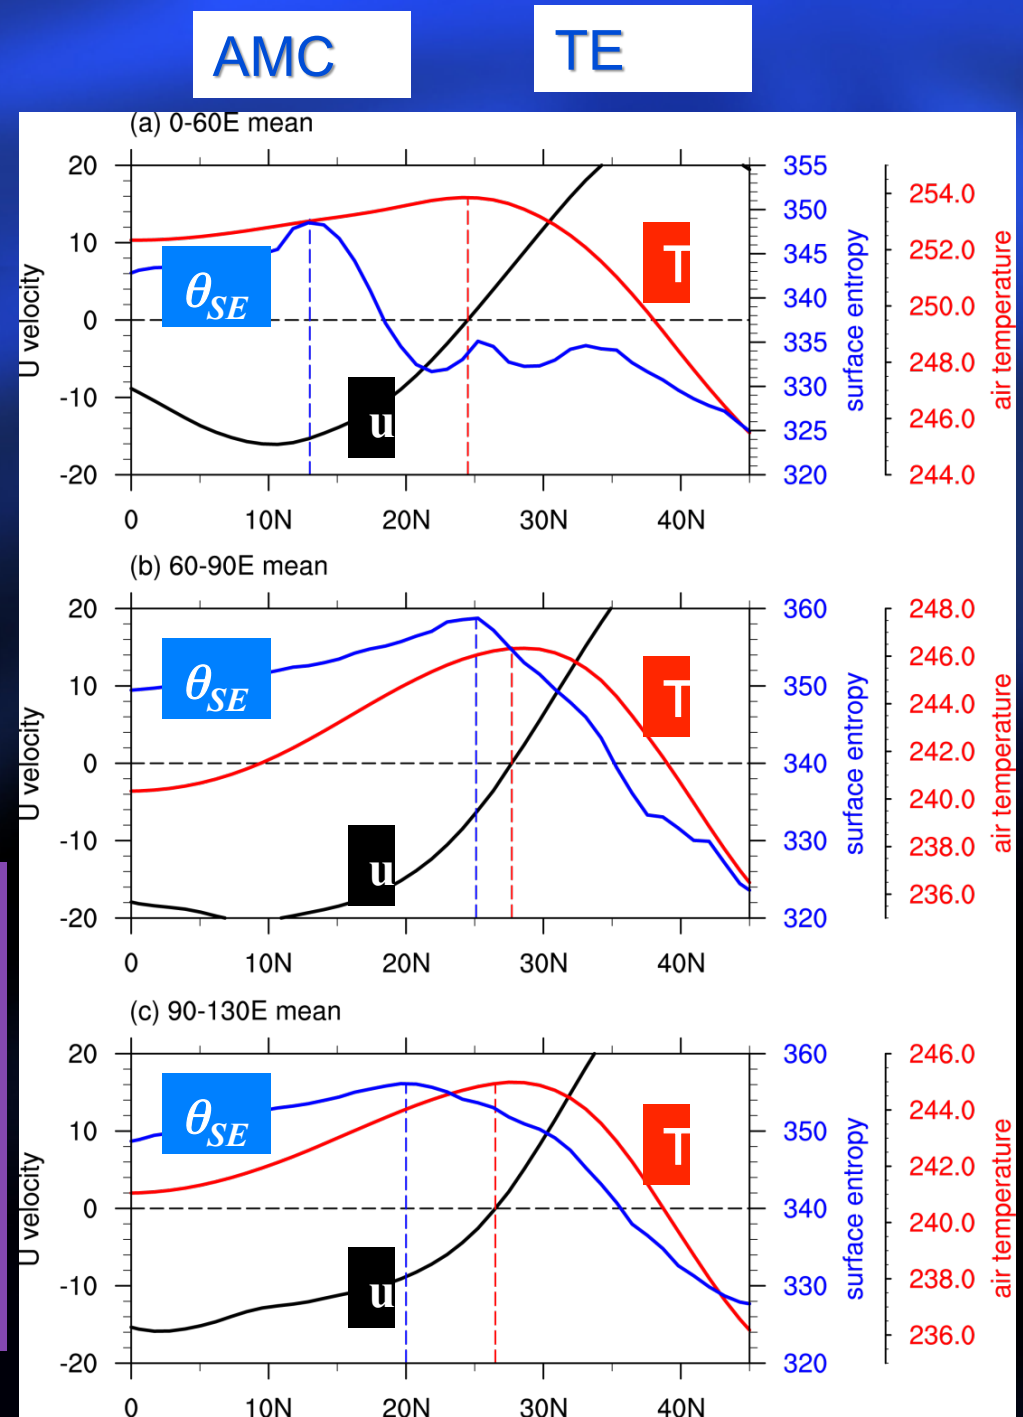 AMC TE
(a) 0-60E mean
20 355
254.0
350
10 252.0
345
θSE T
340 250.0
0
335 248.0
-10 330
u 246.0
325
-20 320 244.0
U velocity
surface entropy
air temperature
0 10N 20N 30N 40N
(b) 60-90E mean
20 360 248.0
246.0
θSE T
10 350 244.0
242.0
0 340
240.0
-10 330 238.0
u
236.0
-20 320
U velocity
surface entropy
air temperature
0 10N 20N 30N 40N
(c) 90-130E mean
20 360 246.0
θSE T
244.0
10 350
242.0
0 340 240.0
u
-10 330 238.0
236.0
-20 320
U velocity
surface entropy
air temperature
0 10N 20N 30N 40N